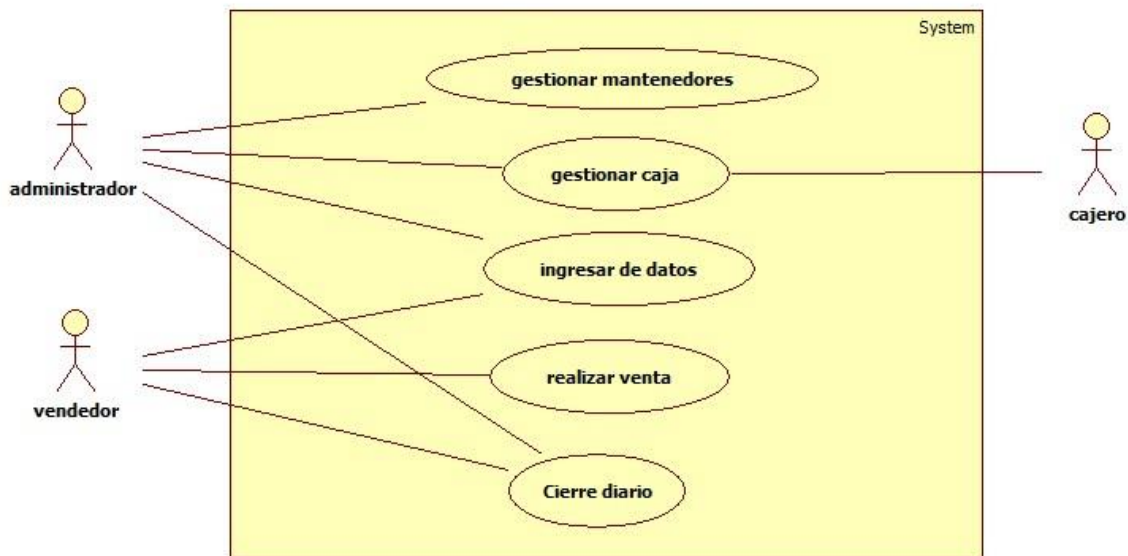 System
gestionar mantenedores
administrador
gestionar caja
cajero
ingresar de datos
vendedor
realizar venta
Cierre diario